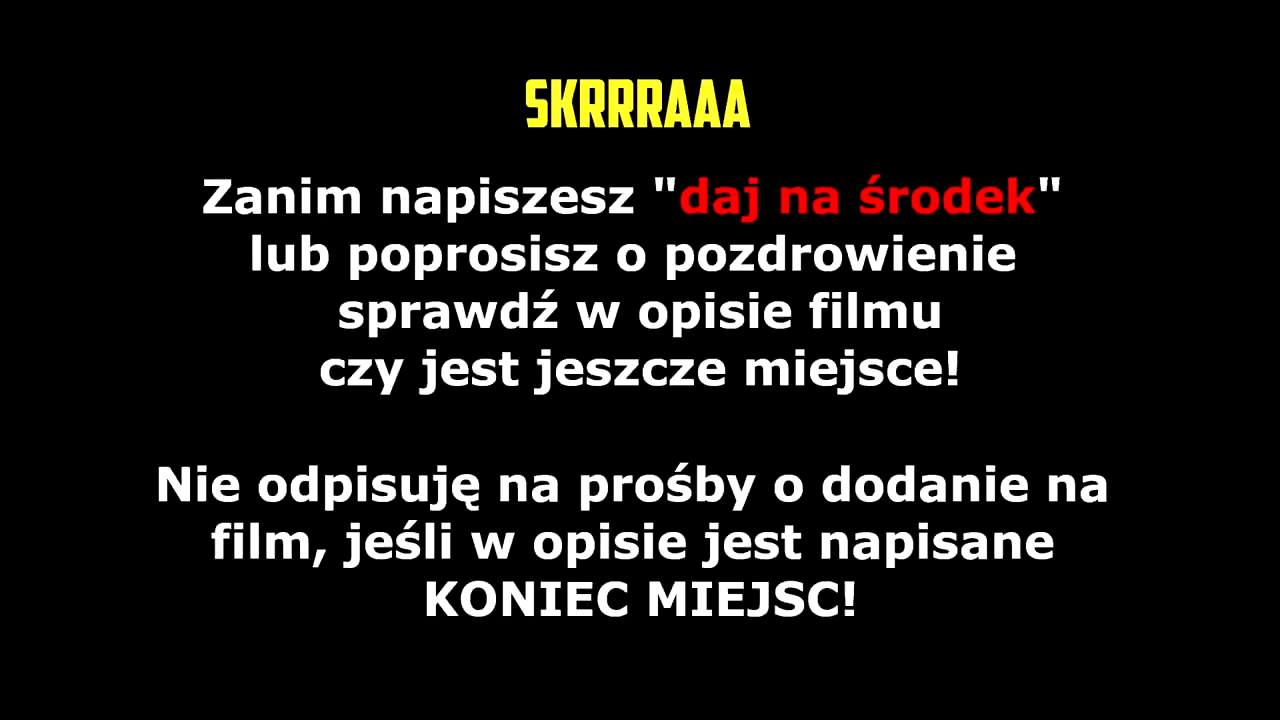 SKRRRAAA
Zanim napiszesz "daj na środek"
lub poprosisz o pozdrowienie
sprawdź w opisie filmu
czy jest jeszcze miejsce!
Nie odpisuję na prośby o dodanie na
film, jeśli w opisie jest napisane
KONIEC MIEJSC!